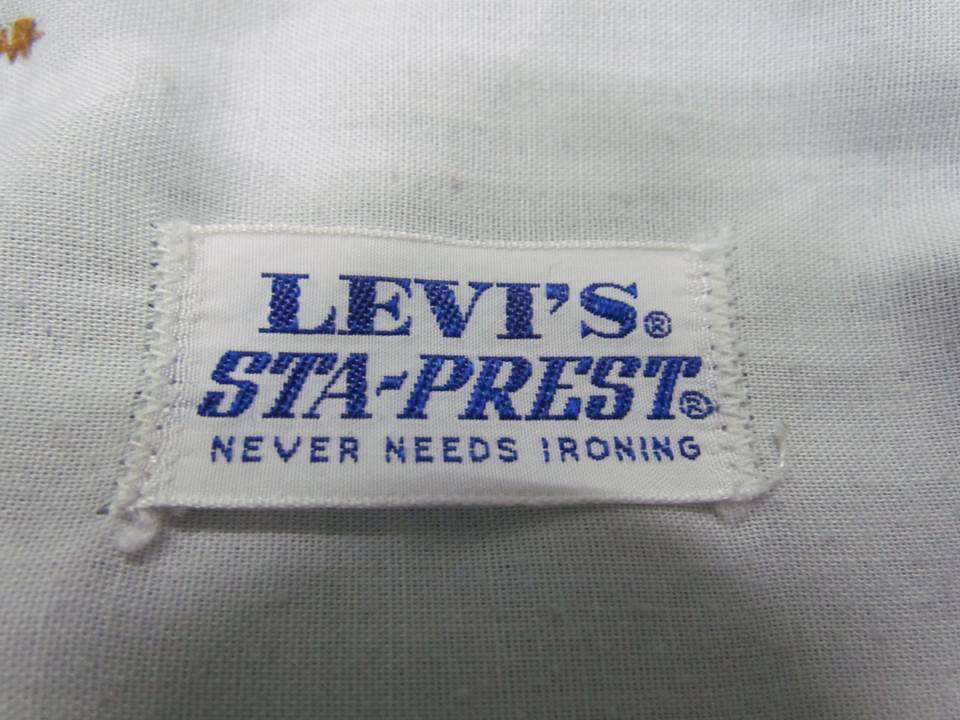 LEVI'S®
STA-PREST®
NEVER NEEDS IRONING